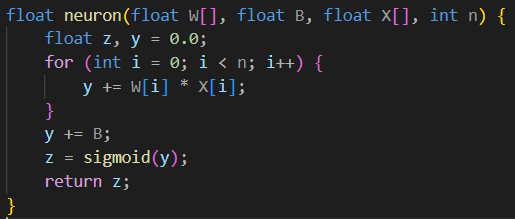 float neuron(float W[], float B, float X[], int n) {
    float z, y = 0.0;
    for (int i = 0; i < n; i++) {
        y += W[i] * X[i];
    }
    y += B;
    z = sigmoid(y);
    return z;
}